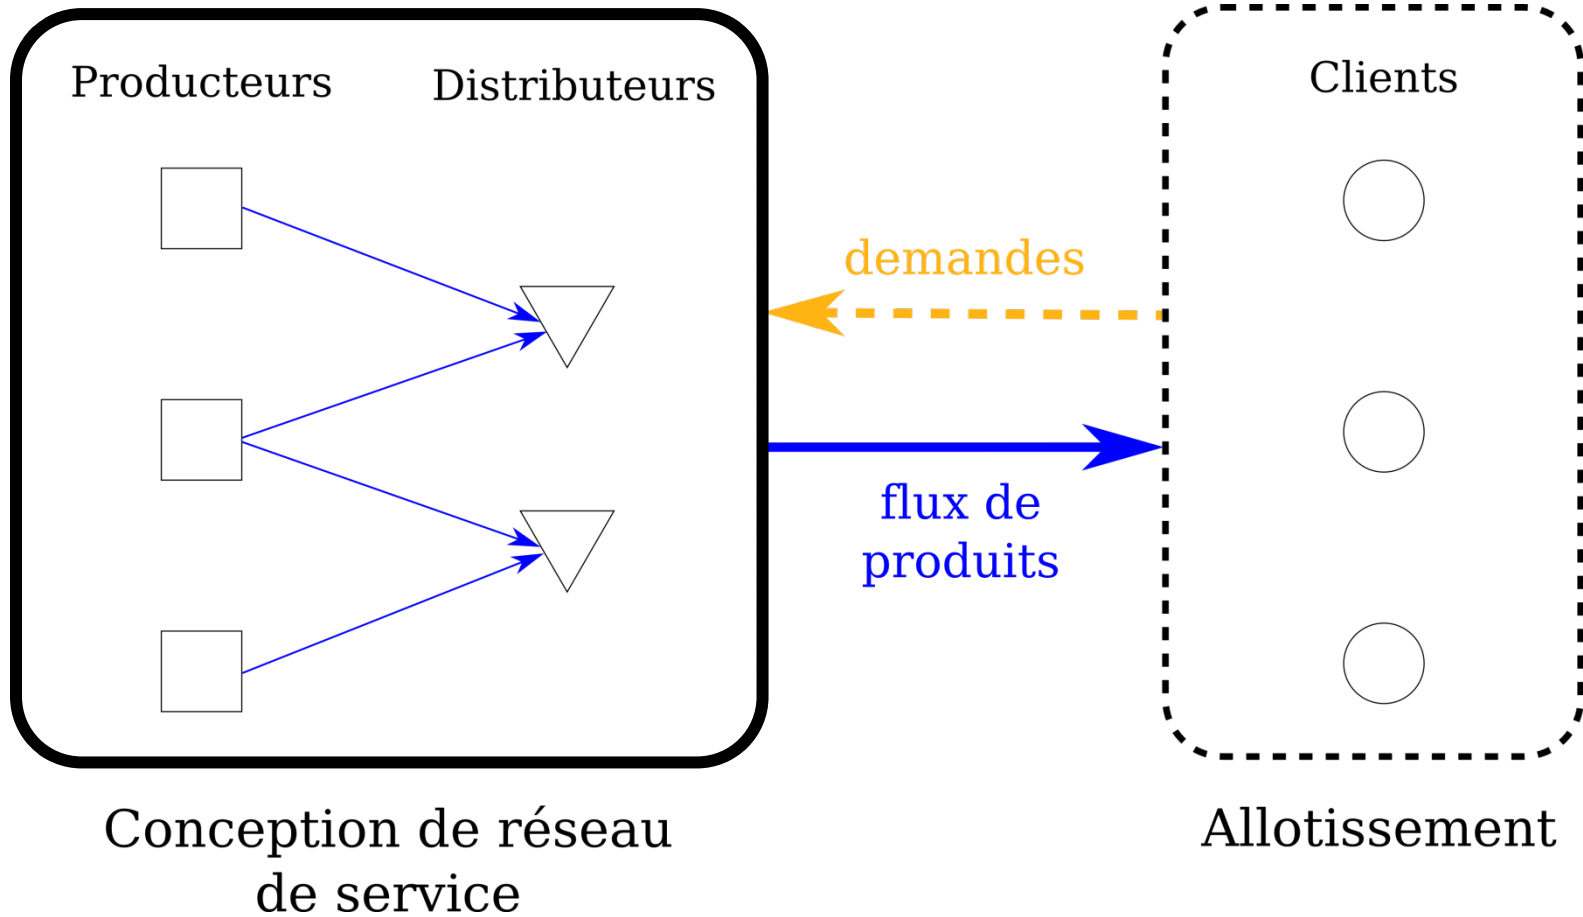 Producteurs
Distributeurs
Clients
demandes
flux de
produits
Conception de réseau
de service
Allotissement